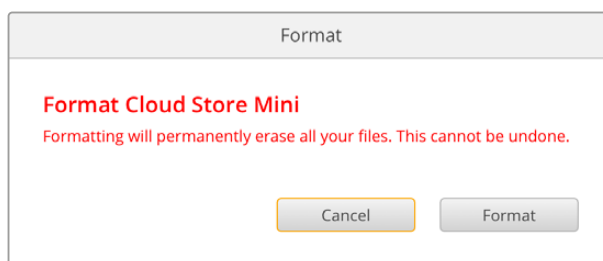 Format
Format Cloud Store Mini
Formatting will permanently erase all your files. This cannot be undone.
Cancel
Format